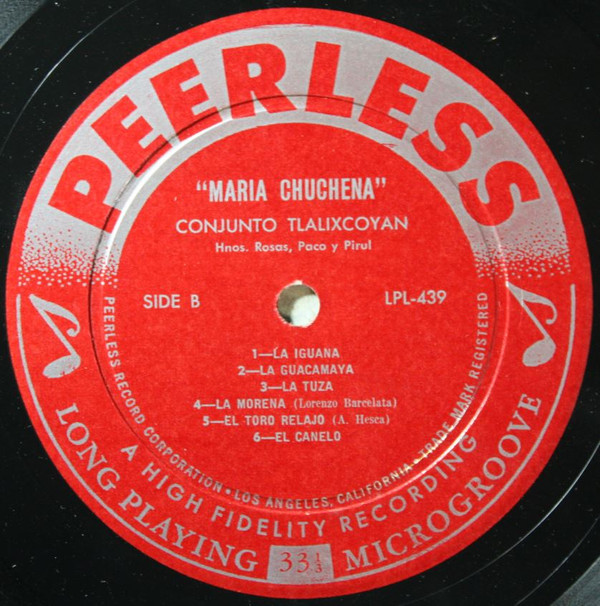 PEERLESS
"MARIA CHUCHENA"
CONJUNTO TLALIXCOYAN
Hnos. Rosas, Paco y Pirul
SIDE B
LPL-439
1—LA IGUANA
2—LA GUACAMAYA
3—LA TUZA
4—LA MORENA (Lorenzo Barcelata)
5—EL TORO RELAJO (A. Hesca)
6—EL CANELO
PEERLESS RECORD CORPORATION • LOS ANGELES, CALIFORNIA • TRADE MARK REGISTERED
A HIGH FIDELITY RECORDING
LONG PLAYING 33 1/3 MICROGROOVE